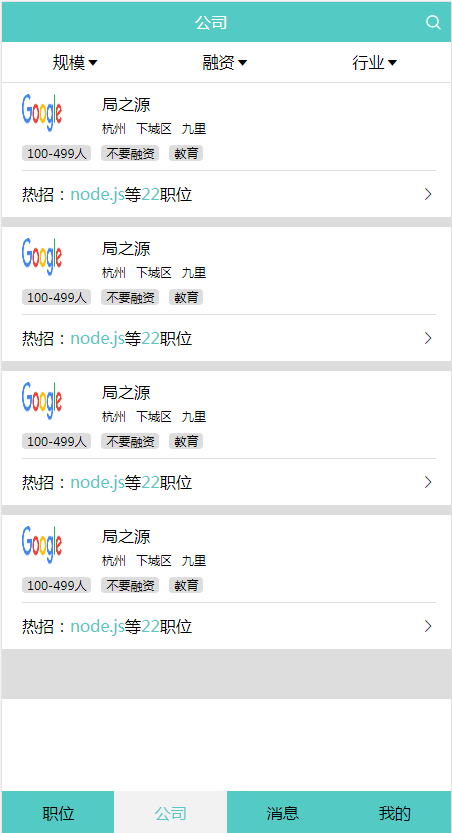 公司
规模 融资 行业
Google 局之源
杭州 下城区 九里
100-499人 不要融资 教育
热招：node.js等22职位
Google 局之源
杭州 下城区 九里
100-499人 不要融资 教育
热招：node.js等22职位
Google 局之源
杭州 下城区 九里
100-499人 不要融资 教育
热招：node.js等22职位
Google 局之源
杭州 下城区 九里
100-499人 不要融资 教育
热招：node.js等22职位
职位 公司 消息 我的